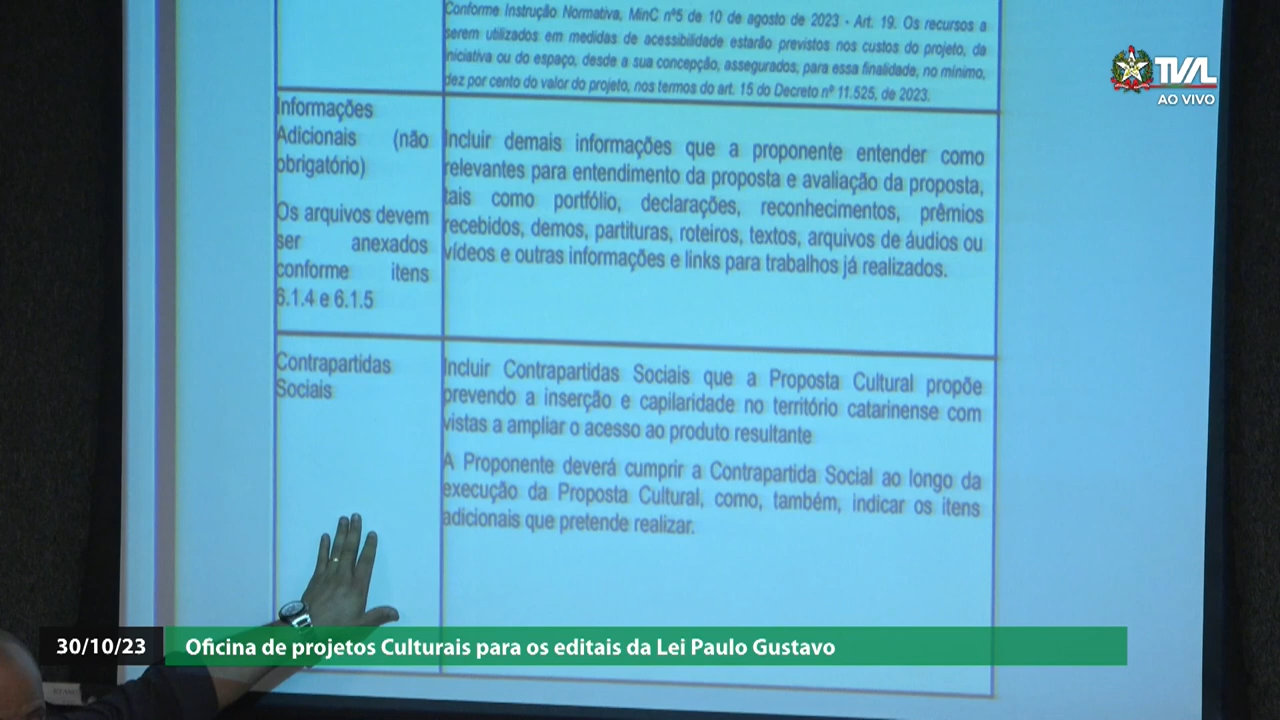 Conforme Instrução Normativa, MinC nº5 de 10 de agosto de 2023 - Art. 19. Os recursos a
serem utilizados em medidas de acessibilidade estarão previstos nos custos do projeto, da
iniciativa ou do espaço, desde a sua concepção, assegurados, para essa finalidade, no mínimo,
dez por cento do valor do projeto, nos termos do art. 15 do Decreto nº 11.525, de 2023.
TVAL
AO VIVO
Informações
Adicionais (não
obrigatório)
Os arquivos devem
ser anexados
conforme itens
6.1.4 e 6.1.5
Incluir demais informações que a proponente entender como
relevantes para entendimento da proposta e avaliação da proposta,
tais como portfólio, declarações, reconhecimentos, prêmios
recebidos, demos, partituras, roteiros, textos, arquivos de áudios ou
vídeos e outras informações e links para trabalhos já realizados.
Contrapartidas
Sociais
Incluir Contrapartidas Sociais que a Proposta Cultural propõe
prevendo a inserção e capilaridade no território catarinense com
vistas a ampliar o acesso ao produto resultante
A Proponente deverá cumprir a Contrapartida Social ao longo da
execução da Proposta Cultural, como, também, indicar os itens
adicionais que pretende realizar.
30/10/23
Oficina de projetos Culturais para os editais da Lei Paulo Gustavo